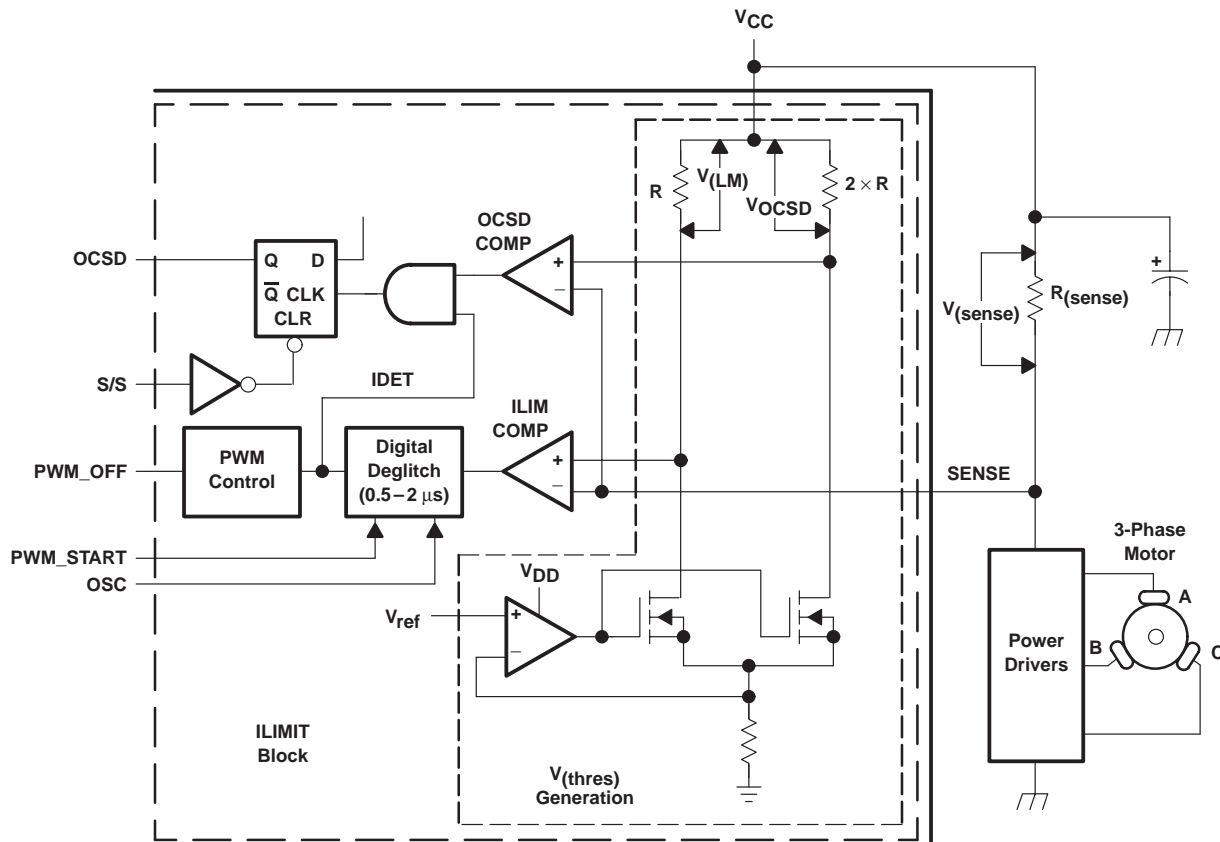 VCC
R
V(LM)
VOCSD
2 × R
OCSD
COMP
+
−
OCSD
Q D
Q̅ CLK
CLR
S/S
IDET
ILIM
COMP
+
−
PWM_OFF
PWM
Control
Digital
Deglitch
(0.5−2 μs)
PWM_START
OSC
V(sense)
R(sense)
+
SENSE
3-Phase
Motor
A
B
C
Power
Drivers
VDD
Vref
+
−
ILIMIT
Block
V(thres)
Generation